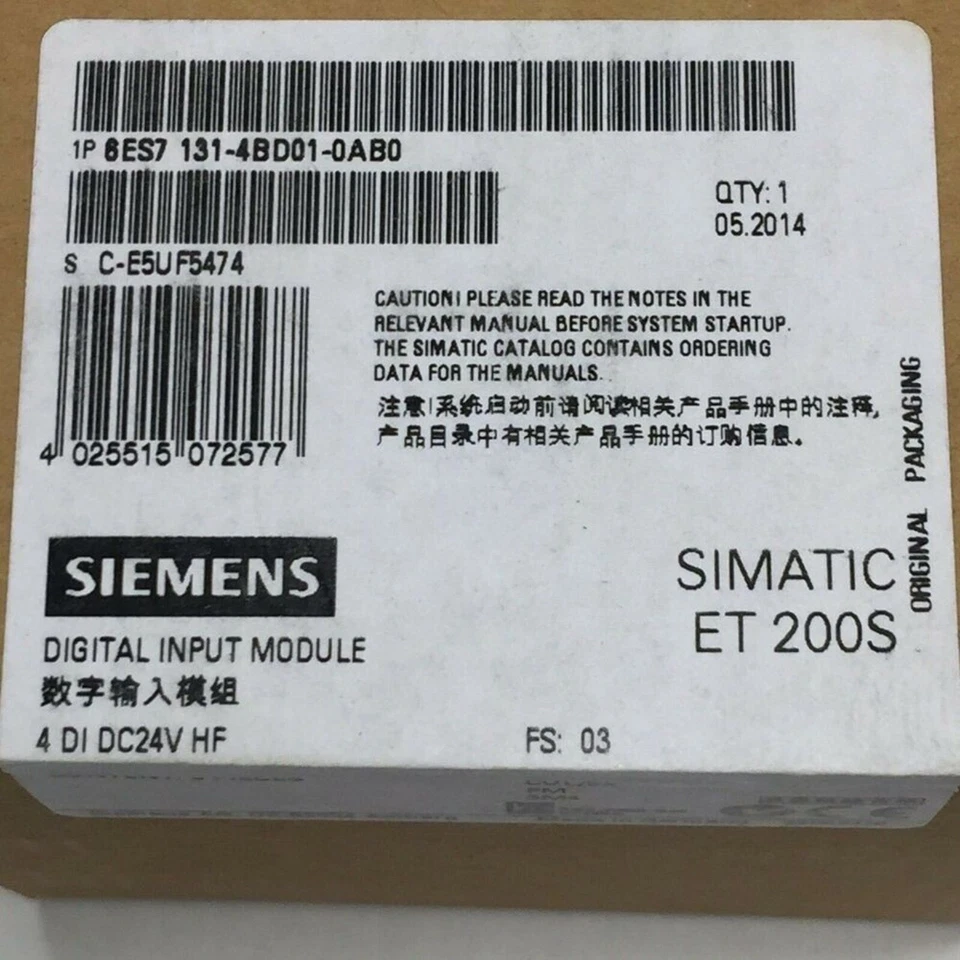 1P 6ES7 131-4BD01-0AB0
QTY: 1
05.2014
S C-E5UF5474
CAUTION! PLEASE READ THE NOTES IN THE
RELEVANT MANUAL BEFORE SYSTEM STARTUP.
THE SIMATIC CATALOG CONTAINS ORDERING
DATA FOR THE MANUALS.
注意!系统启动前请阅读相关产品手册中的注释,
产品目录中有相关产品手册的订购信息。
4 025515 072577
ORIGINAL PACKAGING
SIEMENS
SIMATIC
ET 200S
DIGITAL INPUT MODULE
数字输入模组
4 DI DC24V HF
FS: 03